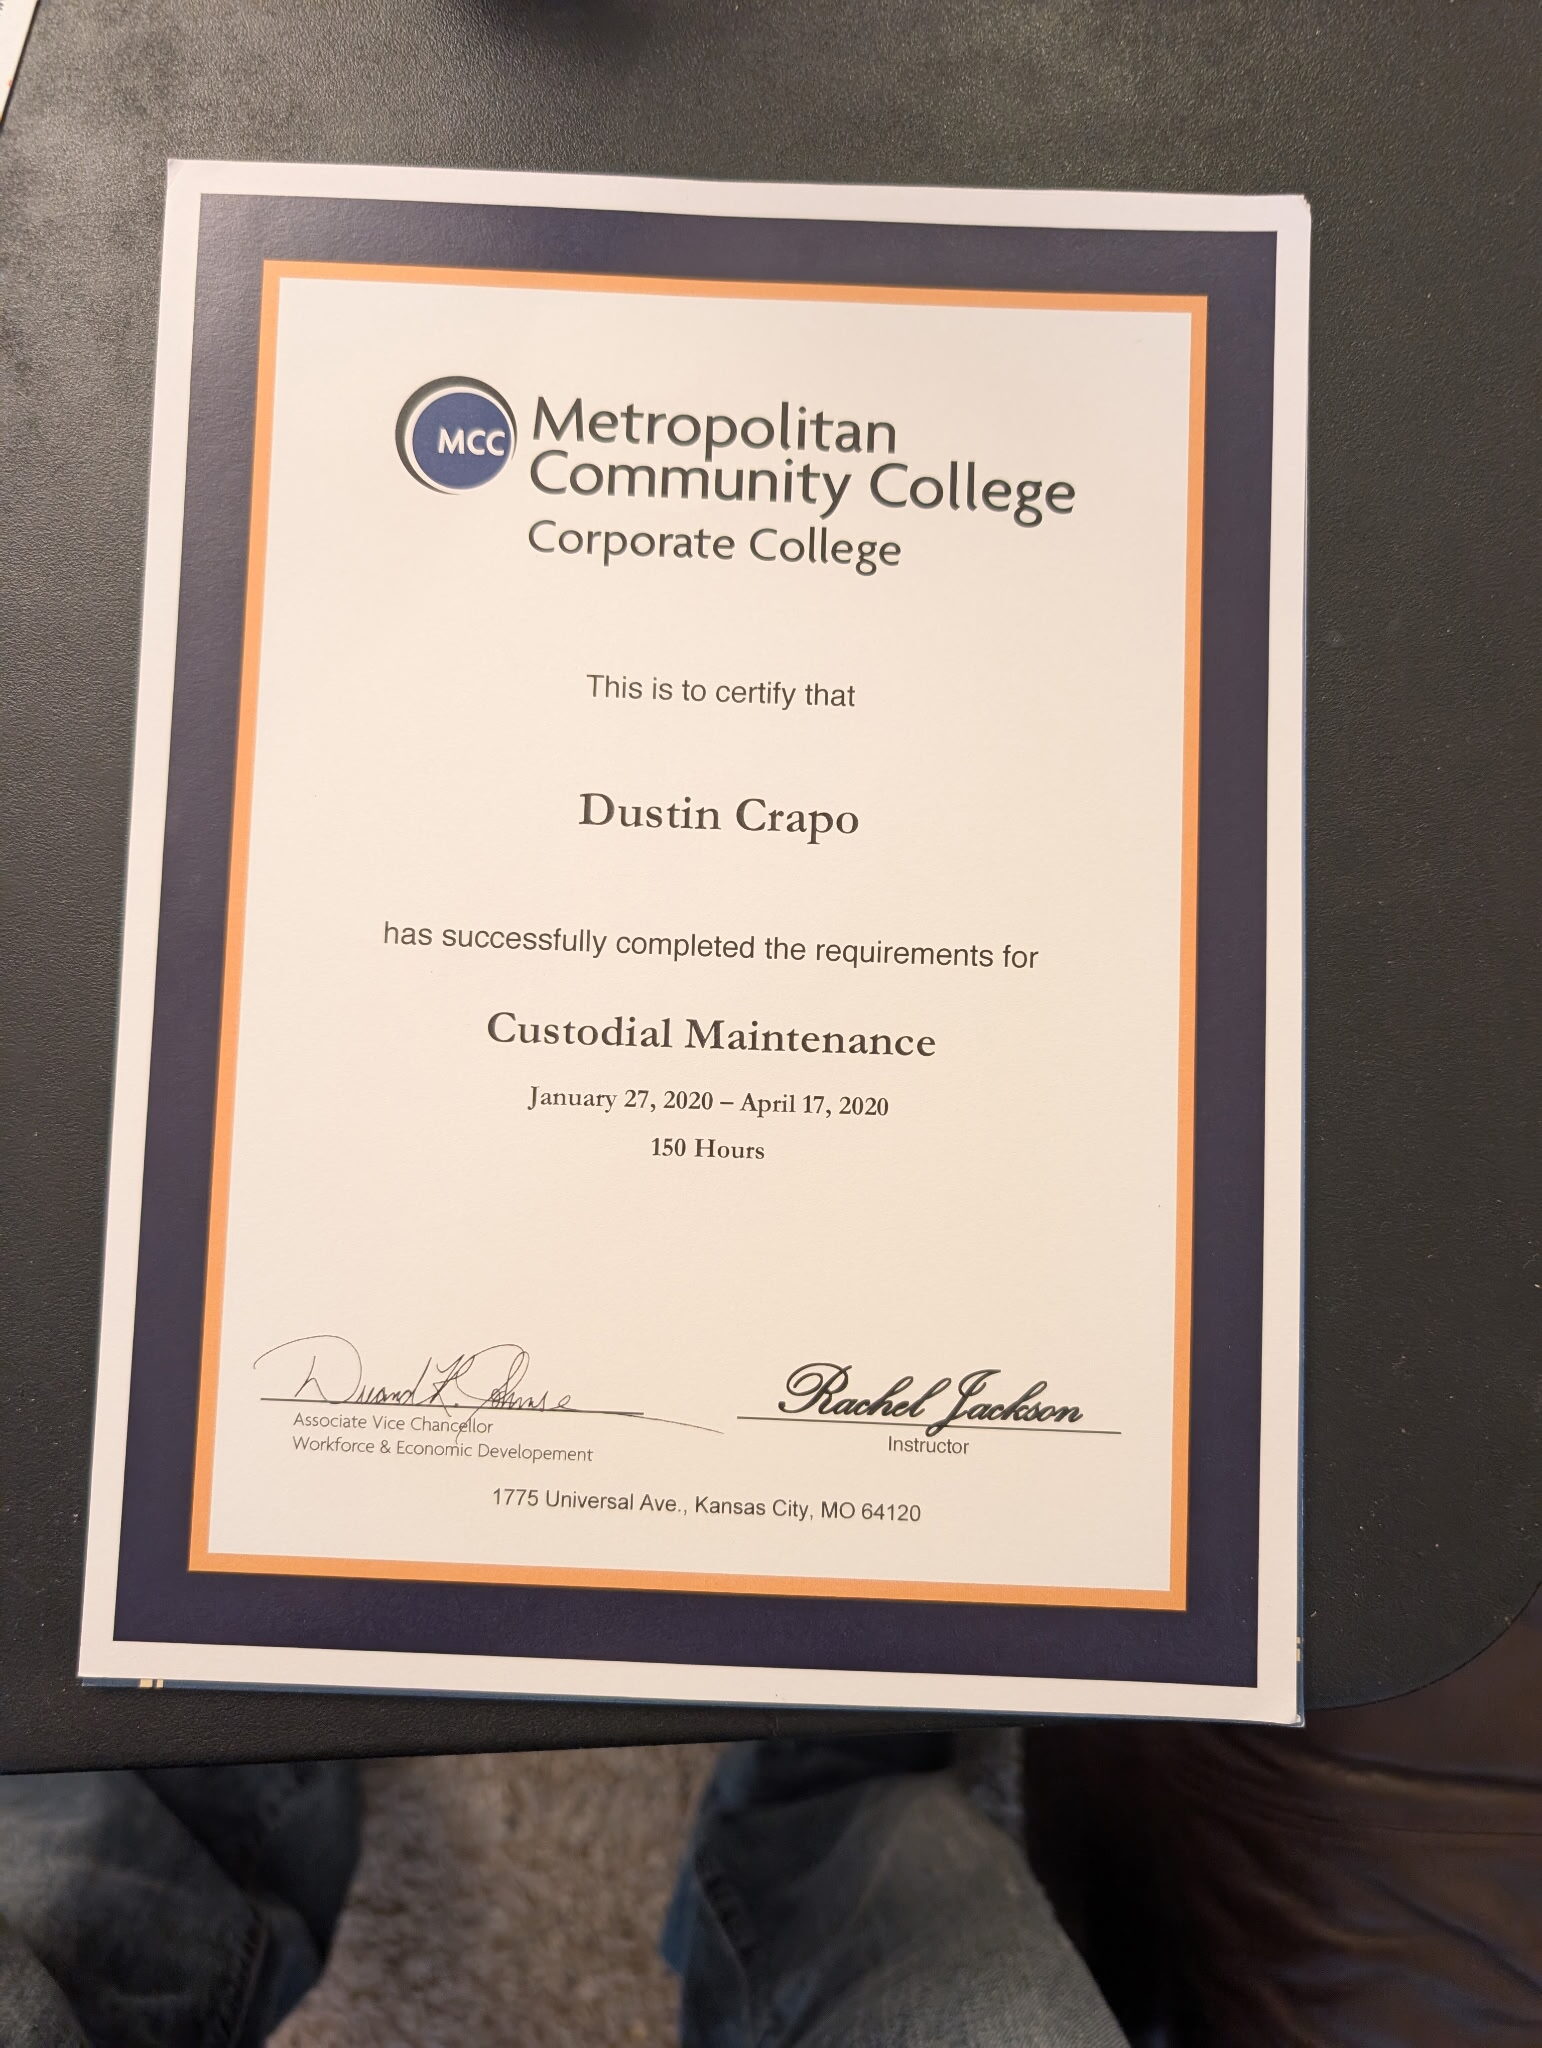 MCC
Metropolitan
Community College
Corporate College
This is to certify that
Dustin Crapo
has successfully completed the requirements for
Custodial Maintenance
January 27, 2020 – April 17, 2020
150 Hours
Rachel Jackson
Associate Vice Chancellor
Workforce & Economic Developement
Instructor
1775 Universal Ave., Kansas City, MO 64120